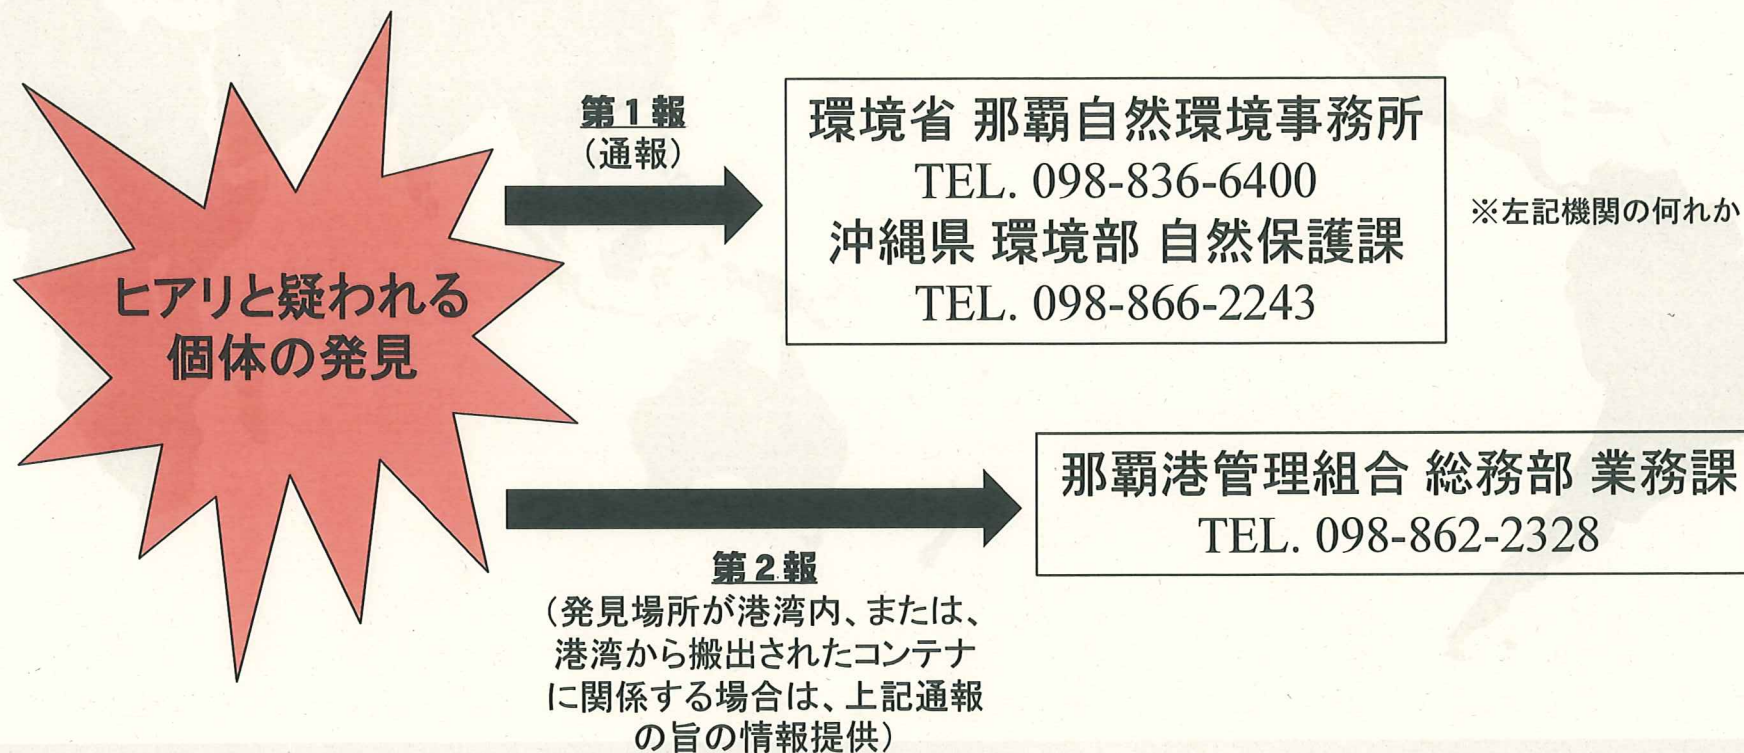 第1報
（通報）
環境省 那覇自然環境事務所
TEL. 098-836-6400
沖縄県 環境部 自然保護課
TEL. 098-866-2243
※左記機関の何れか
ヒアリと疑われる
個体の発見
那覇港管理組合 総務部 業務課
TEL. 098-862-2328
第2報
（発見場所が港湾内、または、
港湾から搬出されたコンテナ
に関係する場合は、上記通報
の旨の情報提供）